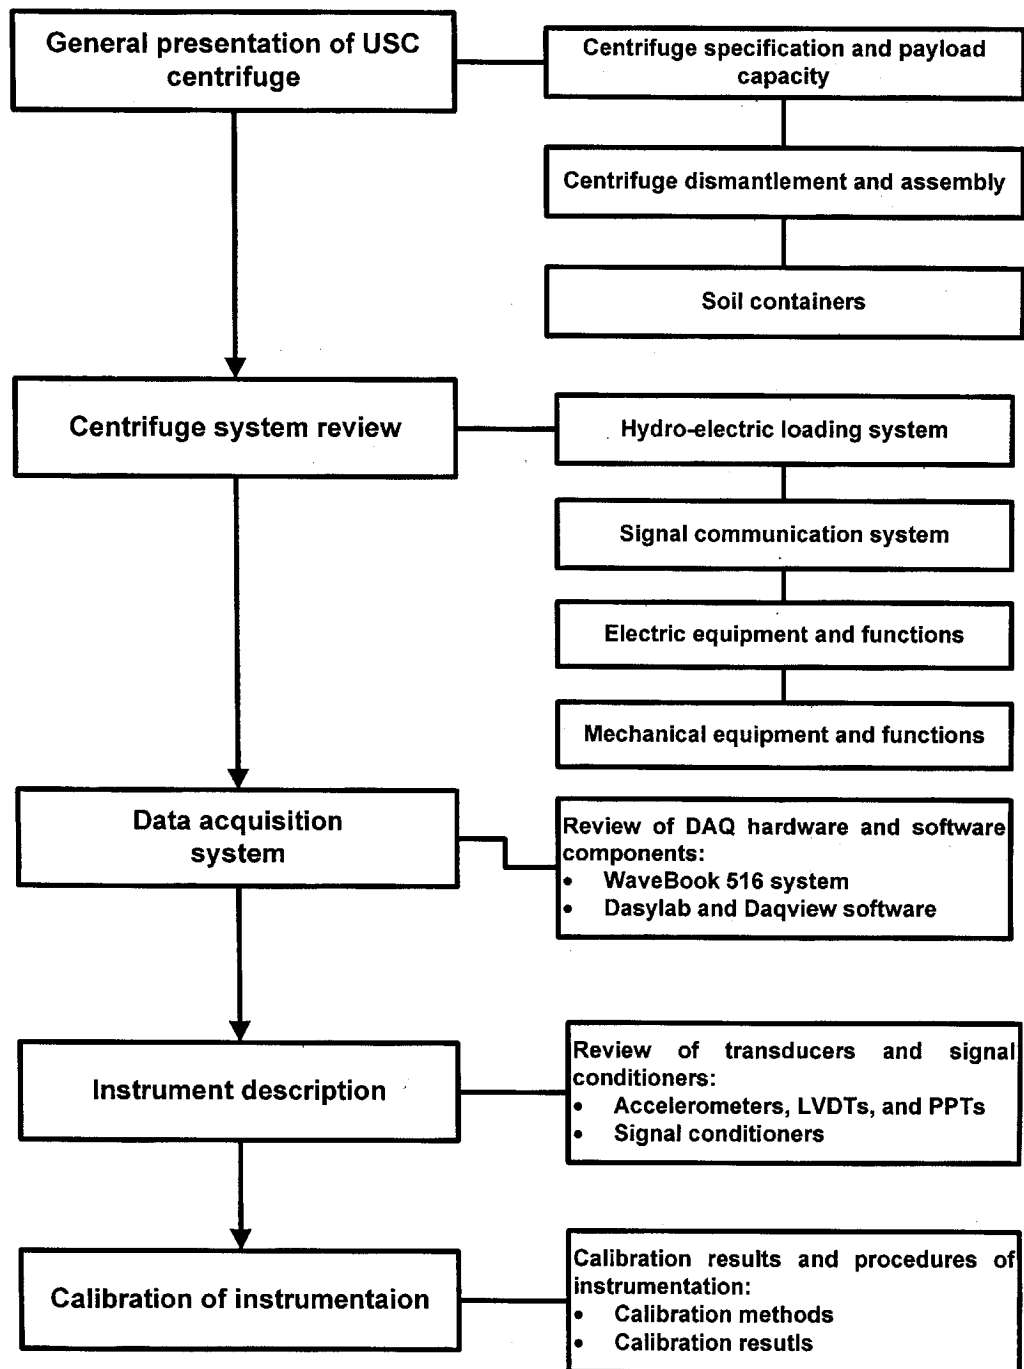 General presentation of USC
centrifuge
Centrifuge specification and payload
capacity
Centrifuge dismantlement and assembly
Soil containers
Centrifuge system review
Hydro-electric loading system
Signal communication system
Electric equipment and functions
Mechanical equipment and functions
Data acquisition
system
Review of DAQ hardware and software
components:
• WaveBook 516 system
• Dasylab and Daqview software
Instrument description
Review of transducers and signal
conditioners:
• Accelerometers, LVDTs, and PPTs
• Signal conditioners
Calibration of instrumentaion
Calibration results and procedures of
instrumentation:
• Calibration methods
• Calibration resutls